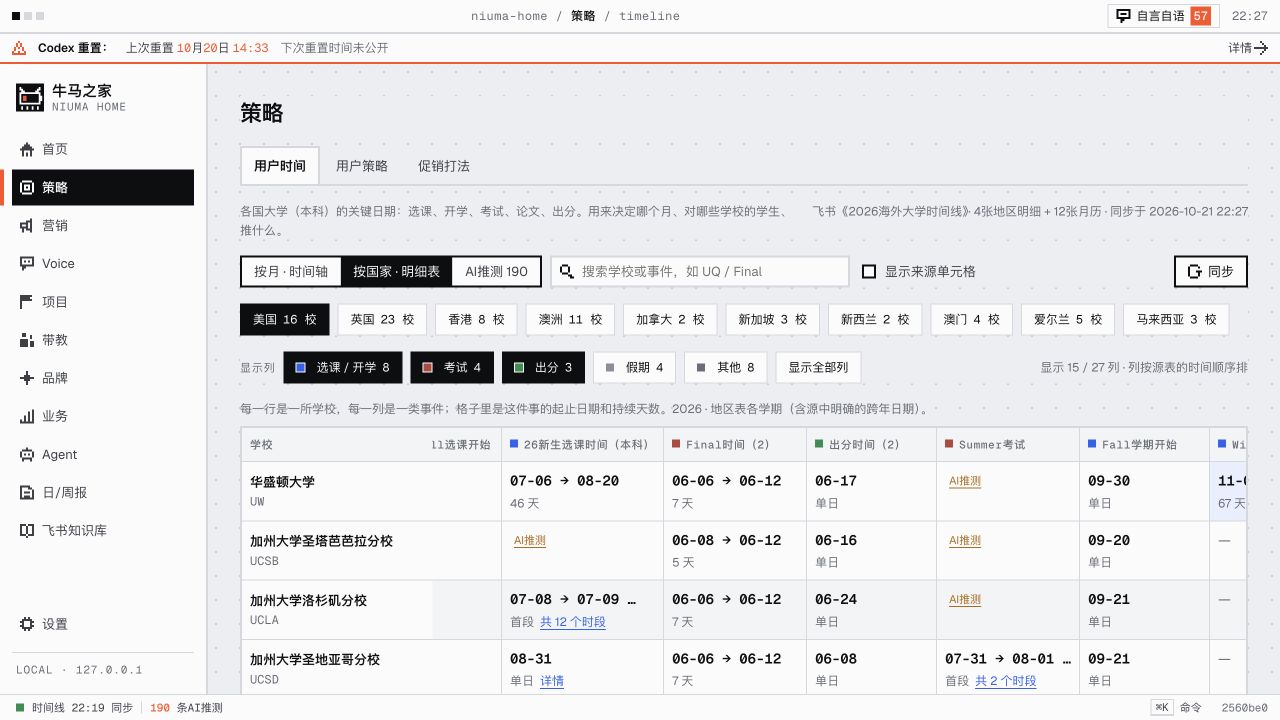 niuma-home / 策略 / timeline
自言自语 57
22:27
Codex 重置： 上次重置 10月20日 14:33 下次重置时间未公开
详情
牛马之家
NIUMA HOME
首页
策略
营销
Voice
项目
带教
品牌
业务
Agent
日/周报
飞书知识库
设置
LOCAL · 127.0.0.1
策略
用户时间 用户策略 促销打法
各国大学（本科）的关键日期：选课、开学、考试、论文、出分。用来决定哪个月、对哪些学校的学生、
推什么。
飞书《2026海外大学时间线》· 4张地区明细 + 12张月历 · 同步于 2026-10-21 22:27
按月 · 时间轴 按国家 · 明细表 AI推测 190
搜索学校或事件，如 UQ / Final
显示来源单元格
同步
美国 16 校 英国 23 校 香港 8 校 澳洲 11 校 加拿大 2 校 新加坡 3 校 新西兰 2 校 澳门 4 校 爱尔兰 5 校 马来西亚 3 校
显示列 选课 / 开学 8 考试 4 出分 3 假期 4 其他 8 显示全部列
显示 15 / 27 列 · 列按源表的时间顺序排
每一行是一所学校，每一列是一类事件；格子里是这件事的起止日期和持续天数。2026 · 地区表各学期（含源中明确的跨年日期）。
学校 ll选课开始 26新生选课时间（本科） Final时间（2） 出分时间（2） Summer考试 Fall学期开始 Wi
华盛顿大学 07-06 → 08-20 06-06 → 06-12 06-17 AI推测 09-30 11-0
UW 46 天 7 天 单日 单日 67 天
加州大学圣塔芭芭拉分校 AI推测 06-08 → 06-12 06-16 AI推测 09-20 —
UCSB 5 天 单日 单日
加州大学洛杉矶分校 07-08 → 07-09 … 06-06 → 06-12 06-24 AI推测 09-21 —
UCLA 首段 共 12 个时段 7 天 单日 单日
加州大学圣地亚哥分校 08-31 06-06 → 06-12 06-08 07-31 → 08-01 … 09-21 —
UCSD 单日 详情 7 天 单日 首段 共 2 个时段 单日
时间线 22:19 同步 190 条AI推测
⌘K 命令 2560be0